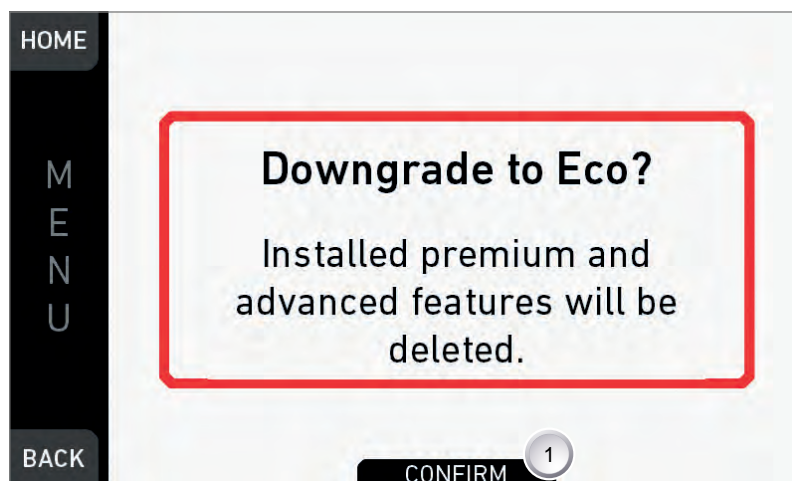 HOME
M
E
N
U
Downgrade to Eco?
Installed premium and
advanced features will be
deleted.
BACK
CONFIRM
1